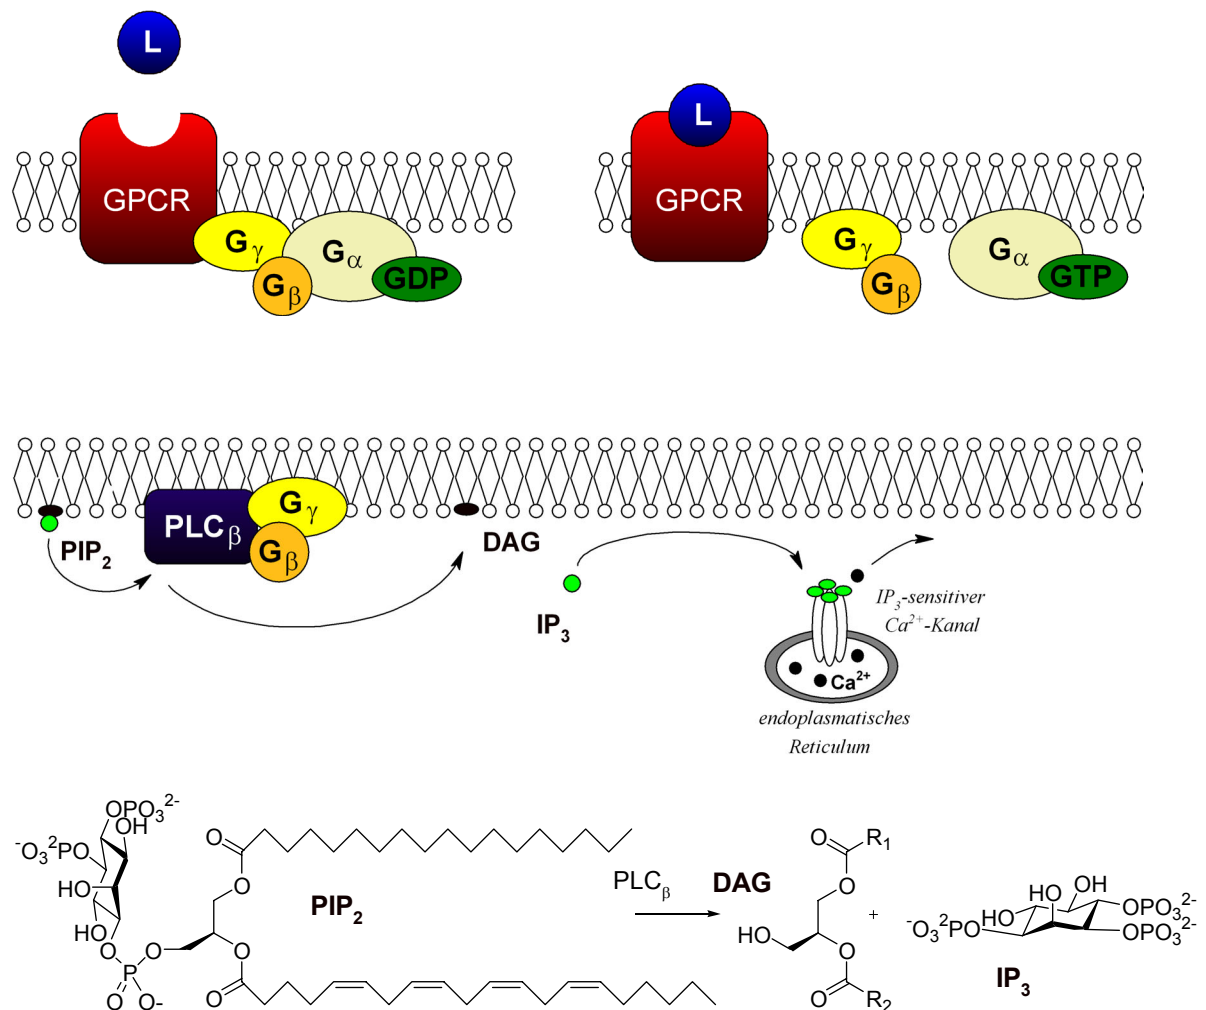 L
GPCR
Gγ
Gβ
Gα
GDP
L
GPCR
Gγ
Gβ
Gα
GTP
PIP2
PLCβ
Gγ
Gβ
DAG
IP3
IP3-sensitiver
Ca2+-Kanal
Ca2+
endoplasmatisches
Reticulum
OPO3 2-
OH
-O3 2PO
HO
HO
O
P
O
O-
O
O
O
O
O
PIP2
PLCβ
DAG
O
R1
O
HO
O
O
R2
+
HO
OH
HO
-O3 2PO
OPO3 2-
OPO3 2-
IP3